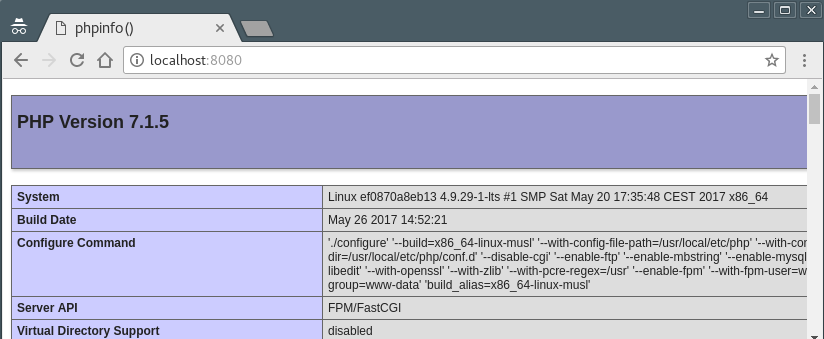 phpinfo()
localhost:8080
PHP Version 7.1.5
System Linux ef0870a8eb13 4.9.29-1-lts #1 SMP Sat May 20 17:35:48 CEST 2017 x86_64
Build Date May 26 2017 14:52:21
Configure Command './configure' '--build=x86_64-linux-musl' '--with-config-file-path=/usr/local/etc/php' '--with-con
dir=/usr/local/etc/php/conf.d' '--disable-cgi' '--enable-ftp' '--enable-mbstring' '--enable-mysql
libedit' '--with-openssl' '--with-zlib' '--with-pcre-regex=/usr' '--enable-fpm' '--with-fpm-user=w
group=www-data' 'build_alias=x86_64-linux-musl'
Server API FPM/FastCGI
Virtual Directory Support disabled